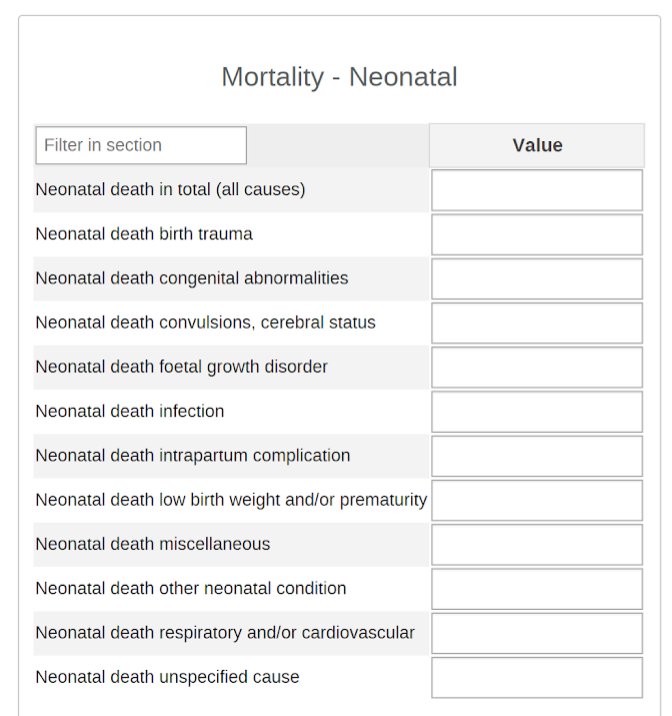 Mortality - Neonatal
Filter in section
Value
Neonatal death in total (all causes)
Neonatal death birth trauma
Neonatal death congenital abnormalities
Neonatal death convulsions, cerebral status
Neonatal death foetal growth disorder
Neonatal death infection
Neonatal death intrapartum complication
Neonatal death low birth weight and/or prematurity
Neonatal death miscellaneous
Neonatal death other neonatal condition
Neonatal death respiratory and/or cardiovascular
Neonatal death unspecified cause